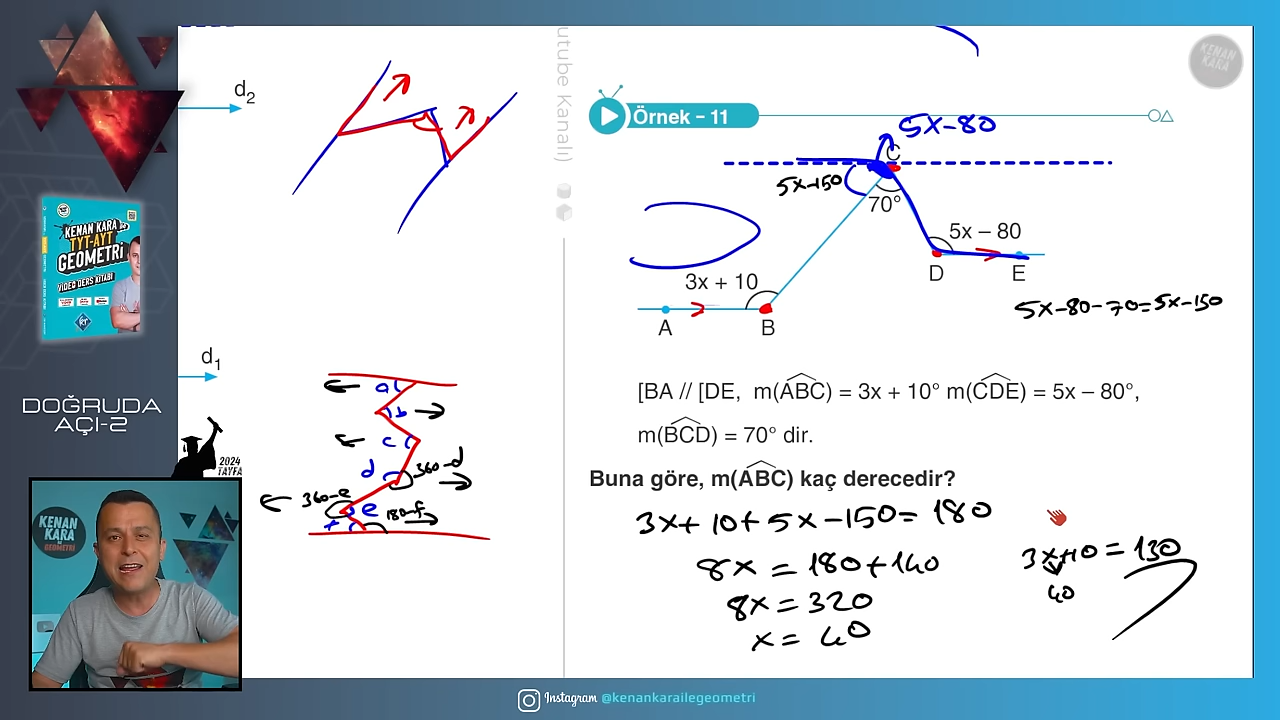 d₂
utube Kanalı)
KENAN KARA
Örnek – 11
5x-80
C
5x-150
70°
5x – 80
3x + 10
D
E
A
B
5x-80-70=5x-150
KENAN KARA
TYT-AYT
GEOMETRİ
VİDEO DERS KİTABI
d₁
DOĞRUDA
AÇI-2
2024
TAYFA
a
b
c
d
360-d
360-e
e
180-f
f
[BA // [DE, m(ABC) = 3x + 10° m(CDE) = 5x – 80°,
m(BCD) = 70° dir.
Buna göre, m(ABC) kaç derecedir?
3x+10+5x-150=180
8x = 180+140
8x = 320
x = 40
3x+10 = 130
40
KENAN
KARA
GEOMETRİ
11
Instagram @kenankarailegeometri